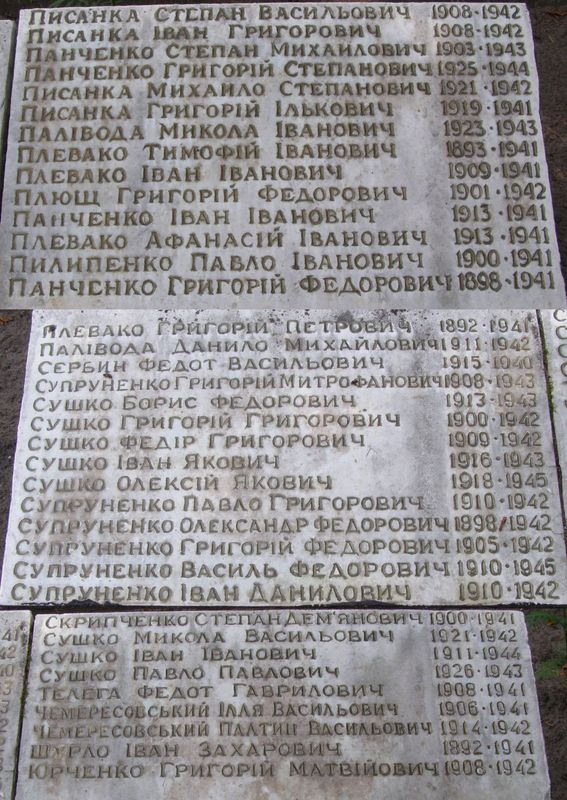 Писанка Степан Васильович 1908·1942
Писанка Іван Григорович 1908·1942
Панченко Степан Михайлович 1903·1943
Панченко Григорій Степанович 1925·1944
Писанка Михайло Степанович 1921·1942
Писанка Григорій Ількович 1919·1941
Палівода Микола Іванович 1923·1943
Плевако Тимофій Іванович 1893·1941
Плевако Іван Іванович 1909·1941
Плющ Григорій Федорович 1901·1942
Панченко Іван Іванович 1913·1941
Плевако Афанасій Іванович 1913·1941
Пилипенко Павло Іванович 1900·1941
Панченко Григорій Федорович 1898·1941
Плевако Григорій Петрович 1892·1941
Палівода Данило Михайлович 1911·1942
Сербин Федот Васильович 1915·1940
Супруненко Григорій Митрофанович 1908·1943
Сушко Борис Федорович 1913·1943
Сушко Григорій Григорович 1900·1942
Сушко Федір Григорович 1909·1942
Сушко Іван Якович 1916·1943
Сушко Олексій Якович 1918·1945
Супруненко Павло Григорович 1910·1942
Супруненко Олександр Федорович 1898·1942
Супруненко Григорій Федорович 1905·1942
Супруненко Василь Федорович 1910·1945
Супруненко Іван Данилович 1910·1942
Скрипченко Степан Дем'янович 1900·1941
Сушко Микола Васильович 1921·1942
Сушко Іван Іванович 1911·1944
Сушко Павло Павлович 1926·1943
Телега Федот Гаврилович 1908·1941
Чемересовський Ілля Васильович 1906·1941
Чемересовський Васильович 1914·1942
Шурло Іван Захарович 1892·1941
Юрченко Григорій Матвійович 1908·1942